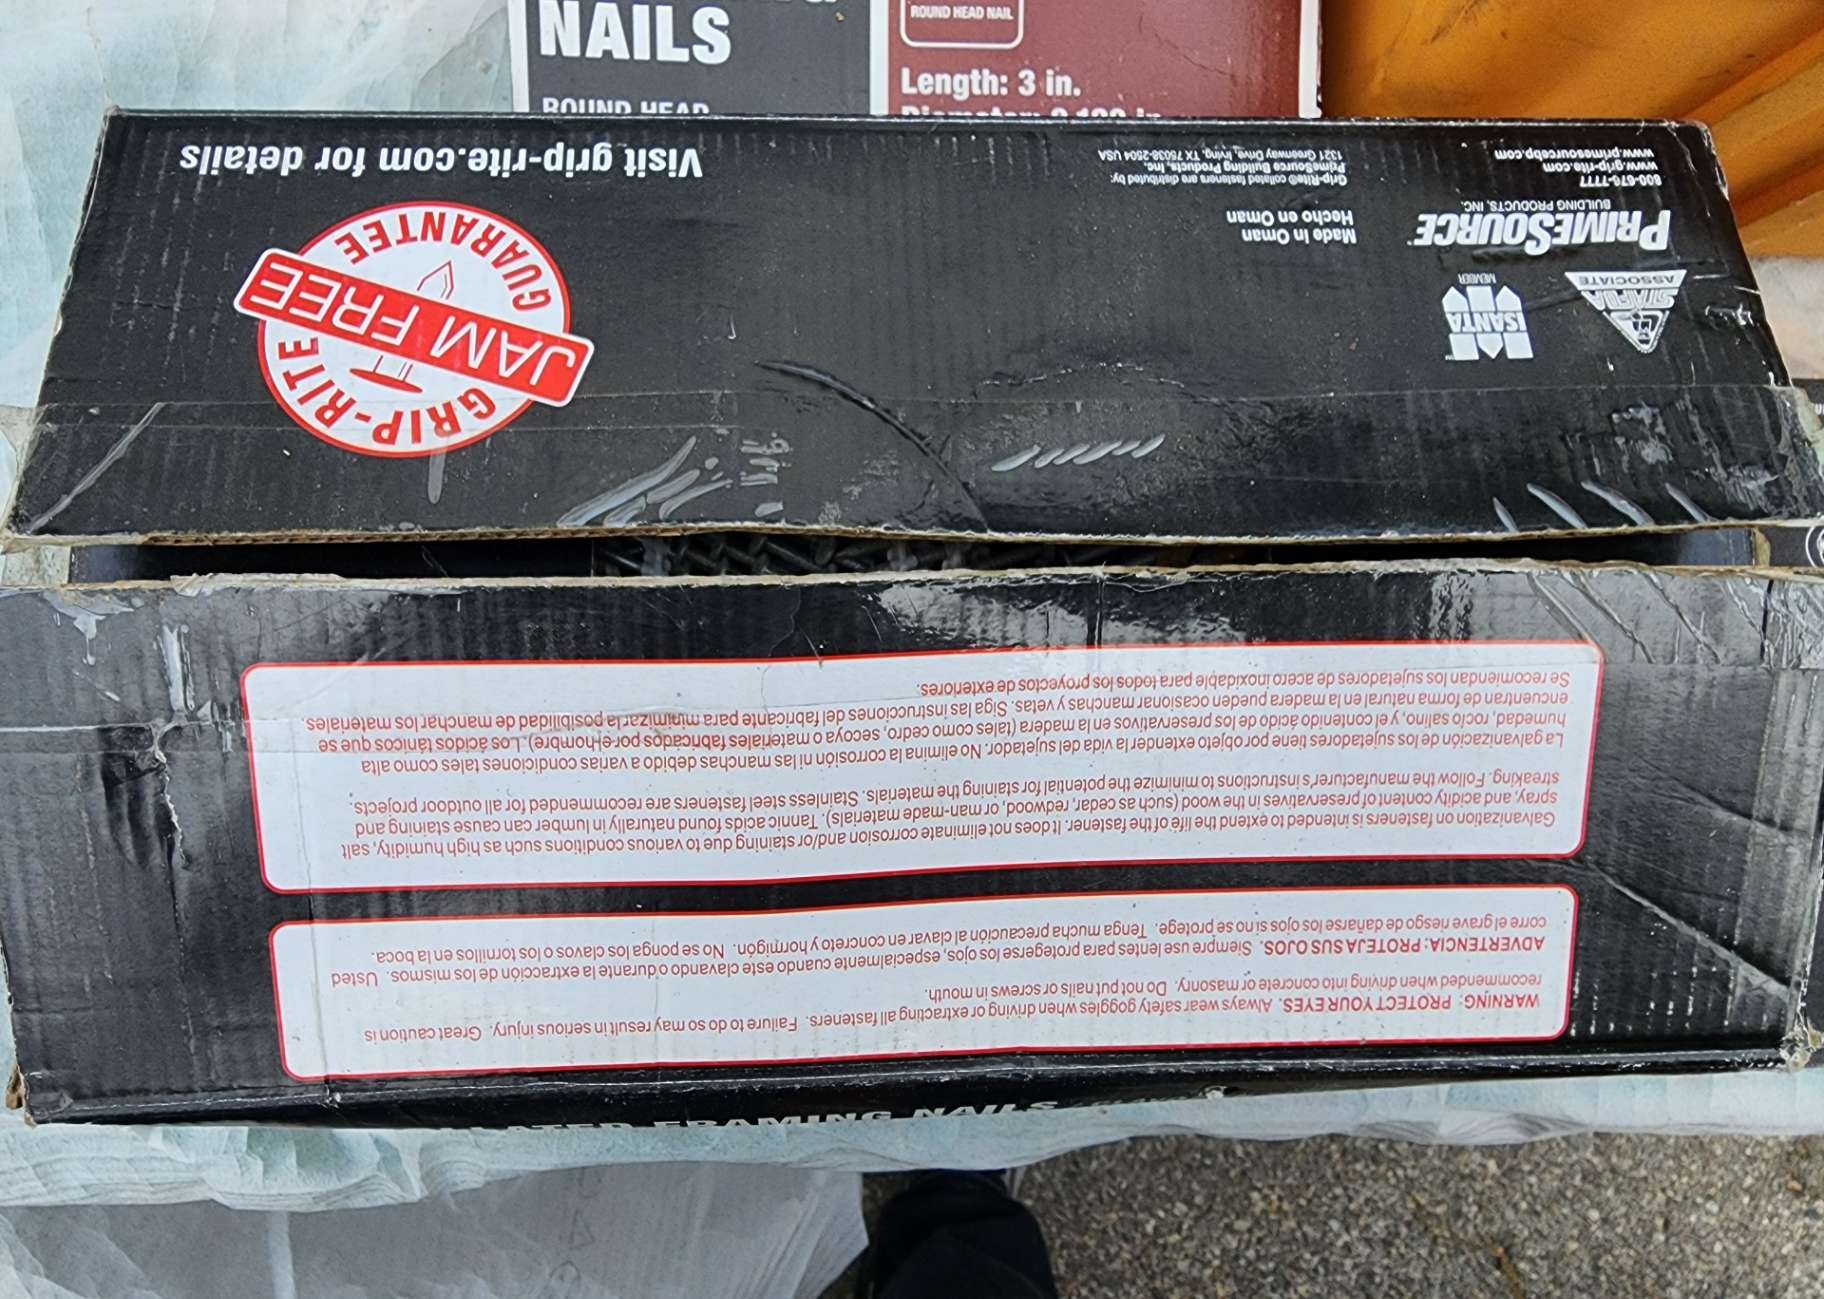 NAILS
ROUND HEAD
ROUND HEAD NAIL
Length: 3 in.
WARNING: PROTECT YOUR EYES. Always wear safety goggles when driving or extracting all fasteners. Failure to do so may result in serious injury. Great caution is
recommended when driving into concrete or masonry. Do not put nails or screws in mouth.
ADVERTENCIA: PROTEJA SUS OJOS. Siempre use lentes para protegerse los ojos, especialmente cuando este clavando o durante la extracción de los mismos. Usted
corre el grave riesgo de dañarse los ojos si no se protege. Tenga mucha precaución al clavar en concreto y hormigón. No se ponga los clavos o los tornillos en la boca.
Galvanization on fasteners is intended to extend the life of the fastener. It does not eliminate corrosion and/or staining due to various conditions such as high humidity, salt
spray, and acidity content of preservatives in the wood (such as cedar, redwood, or man-made materials). Tannic acids found naturally in lumber can cause staining and
streaking. Follow the manufacturer's instructions to minimize the potential for staining the materials. Stainless steel fasteners are recommended for all outdoor projects.
La galvanización de los sujetadores tiene por objeto extender la vida del sujetador. No elimina la corrosión ni las manchas debido a varias condiciones tales como alta
humedad, rocío salino, y el contenido ácido de los preservativos en la madera (tales como cedro, secoya o materiales fabricados por el hombre). Los ácidos tánicos que se
encuentran de forma natural en la madera pueden ocasionar manchas y vetas. Siga las instrucciones del fabricante para minimizar la posibilidad de manchar los materiales.
Se recomiendan los sujetadores de acero inoxidable para todos los proyectos de exteriores.
STAFDA
ASSOCIATE
ISANTA
MEMBER
PRIMESOURCE
BUILDING PRODUCTS, INC.
800-676-7777
www.grip-rite.com
www.primesourcebp.com
Made in Oman
Hecho en Oman
Grip-Rite® collated fasteners are distributed by:
PrimeSource Building Products, Inc.
1321 Greenway Drive, Irving, TX 75038-2504 USA
GRIP-RITE
JAM FREE
GUARANTEE
Visit grip-rite.com for details
FRAMING NAILS